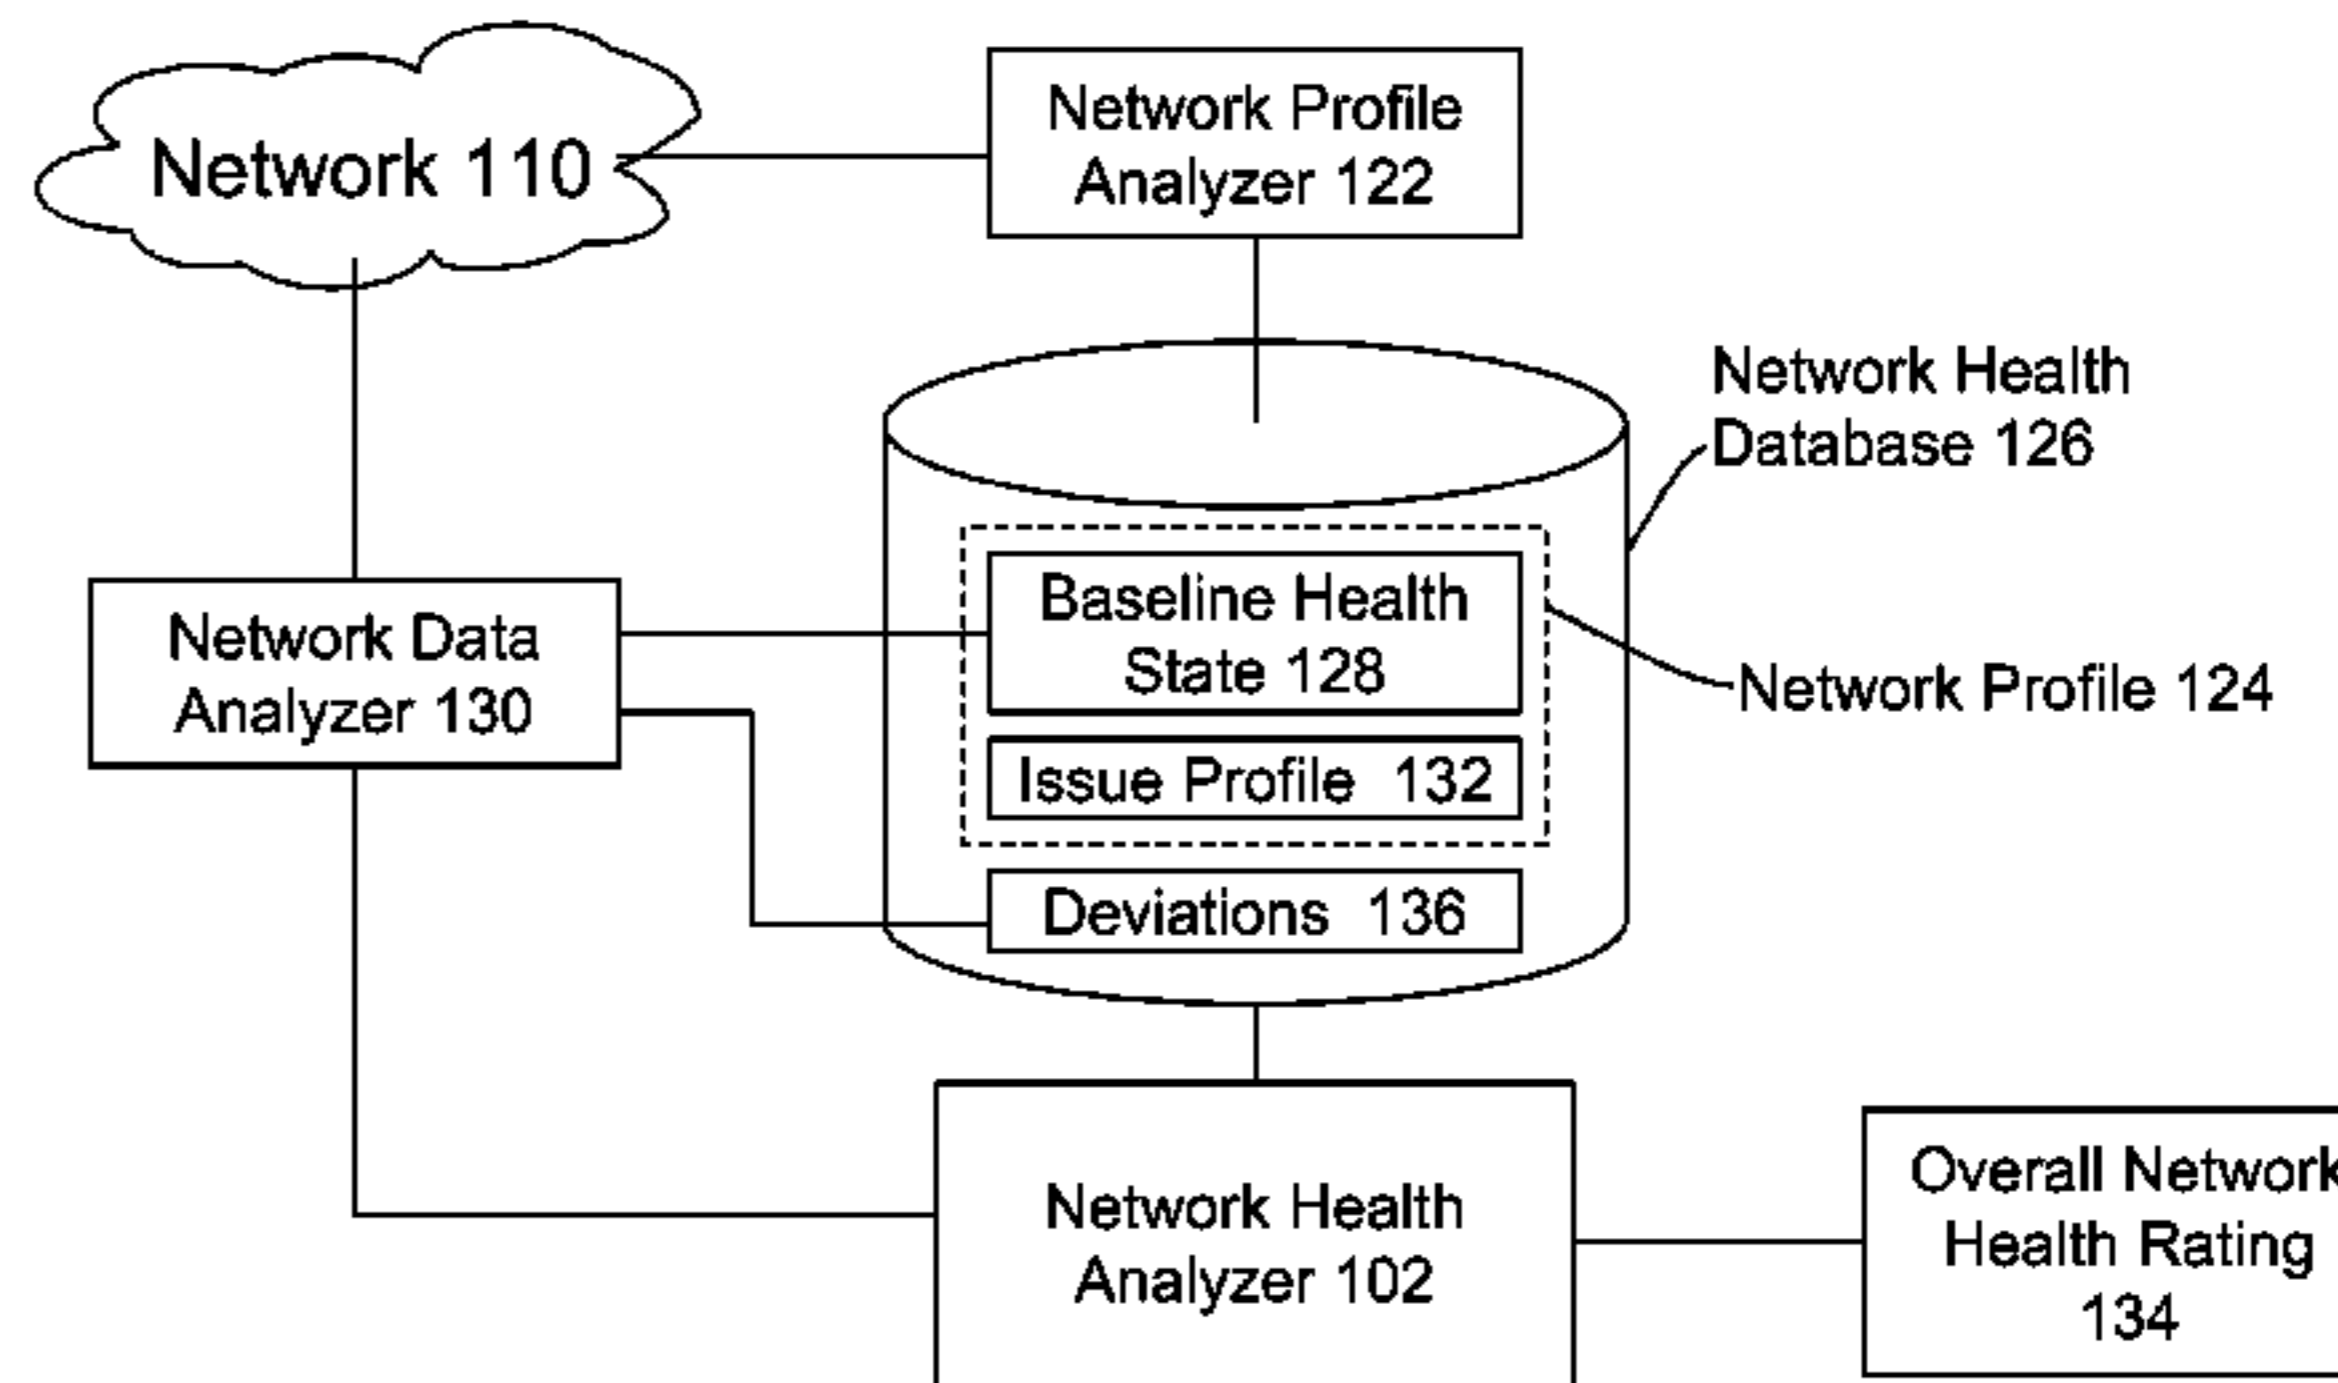 Network 110
Network Profile
Analyzer 122
Network Health
Database 126
Baseline Health
State 128
Network Data
Analyzer 130
Network Profile 124
Issue Profile 132
Deviations 136
Network Health
Analyzer 102
Overall Network
Health Rating
134